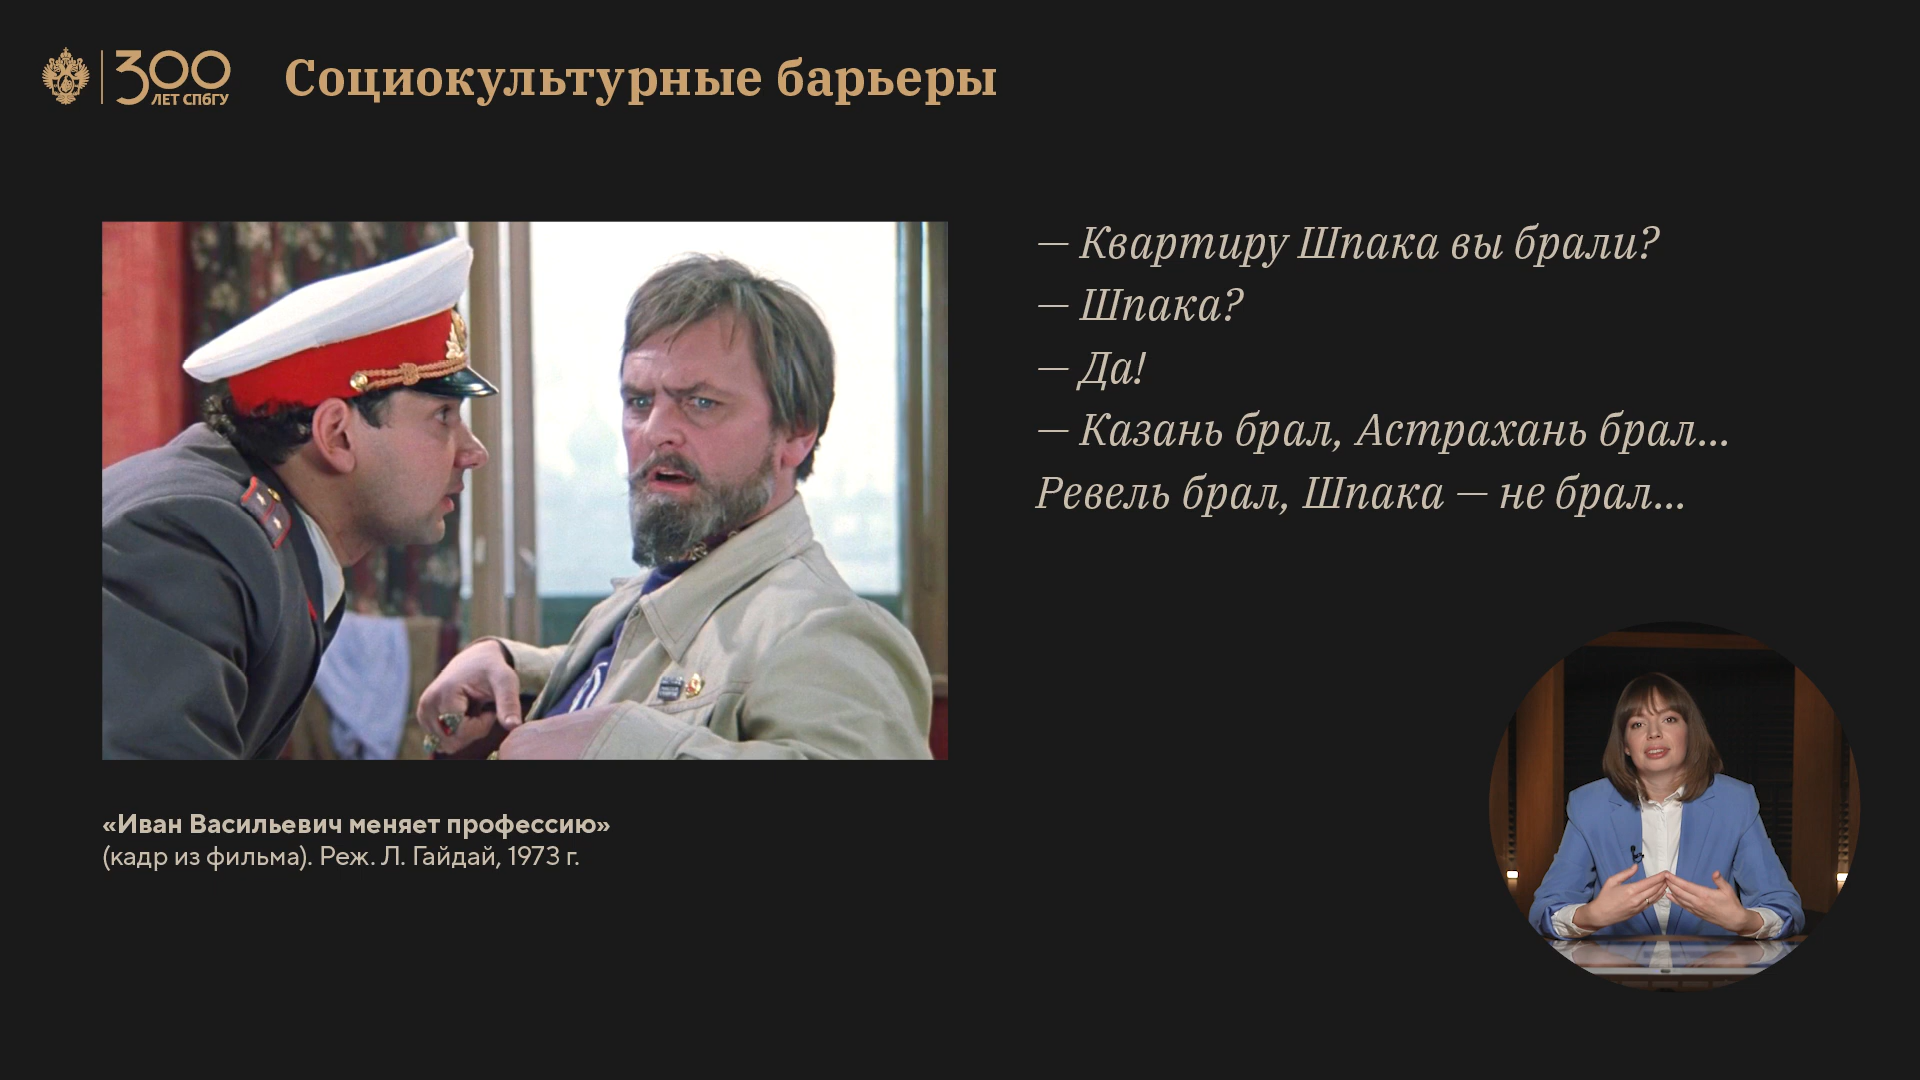 300
ЛЕТ СПбГУ
Социокультурные барьеры
— Квартиру Шпака вы брали?
— Шпака?
— Да!
— Казань брал, Астрахань брал...
Ревель брал, Шпака — не брал...
«Иван Васильевич меняет профессию»
(кадр из фильма). Реж. Л. Гайдай, 1973 г.